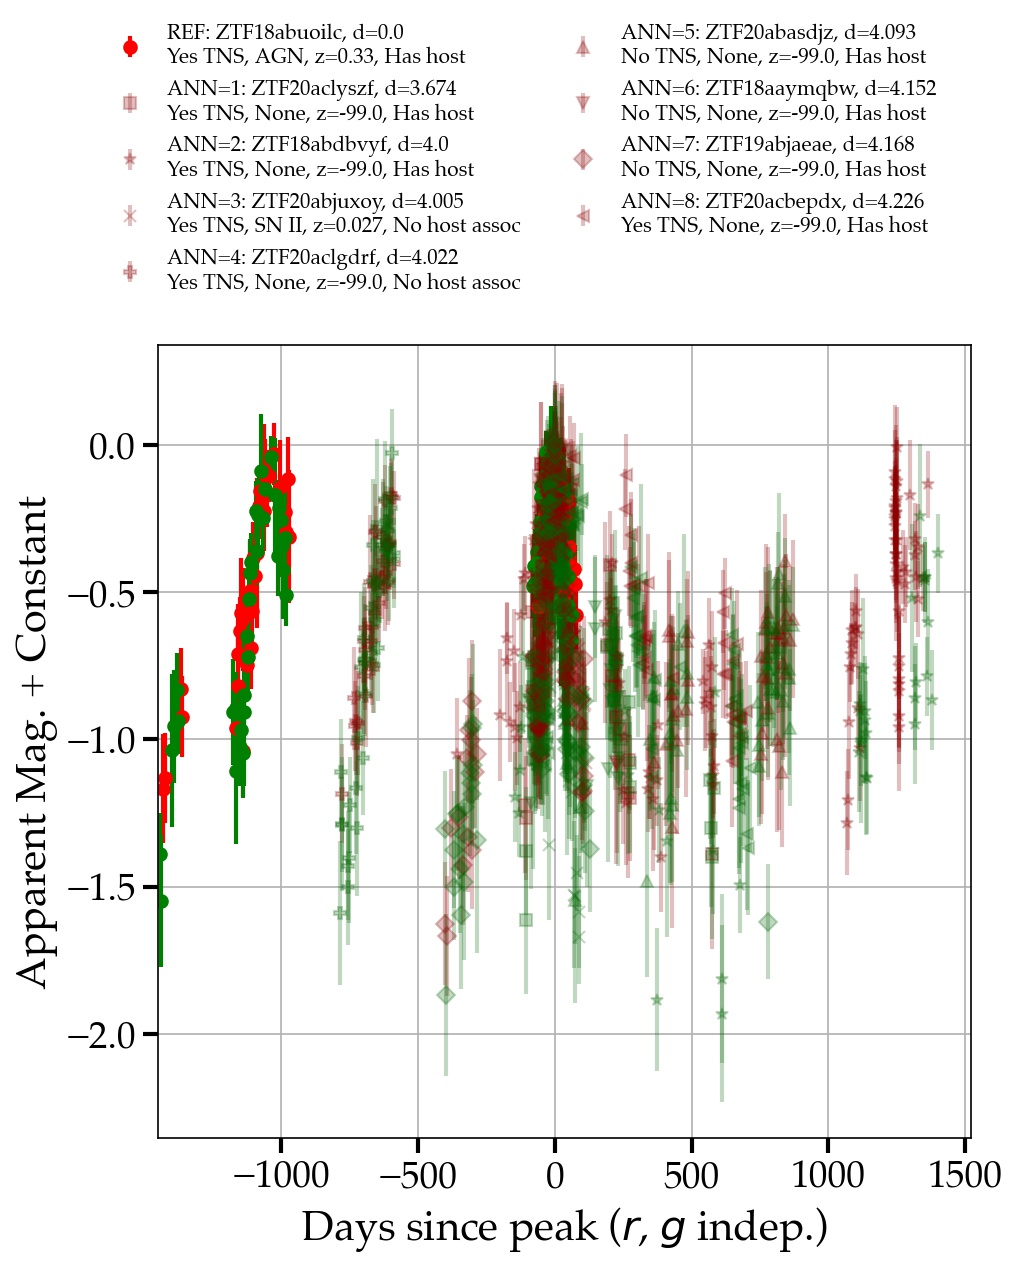 REF: ZTF18abuoilc, d=0.0
Yes TNS, AGN, z=0.33, Has host
ANN=1: ZTF20aclyszf, d=3.674
Yes TNS, None, z=-99.0, Has host
ANN=2: ZTF18abdbvyf, d=4.0
Yes TNS, None, z=-99.0, Has host
ANN=3: ZTF20abjuxoy, d=4.005
Yes TNS, SN II, z=0.027, No host assoc
ANN=4: ZTF20aclgdrf, d=4.022
Yes TNS, None, z=-99.0, No host assoc
ANN=5: ZTF20abasdjz, d=4.093
No TNS, None, z=-99.0, Has host
ANN=6: ZTF18aaymqbw, d=4.152
No TNS, None, z=-99.0, Has host
ANN=7: ZTF19abjaeae, d=4.168
No TNS, None, z=-99.0, Has host
ANN=8: ZTF20acbepdx, d=4.226
Yes TNS, None, z=-99.0, Has host
Apparent Mag. + Constant
0.0
−0.5
−1.0
−1.5
−2.0
−1000
−500
0
500
1000
1500
Days since peak (r, g indep.)